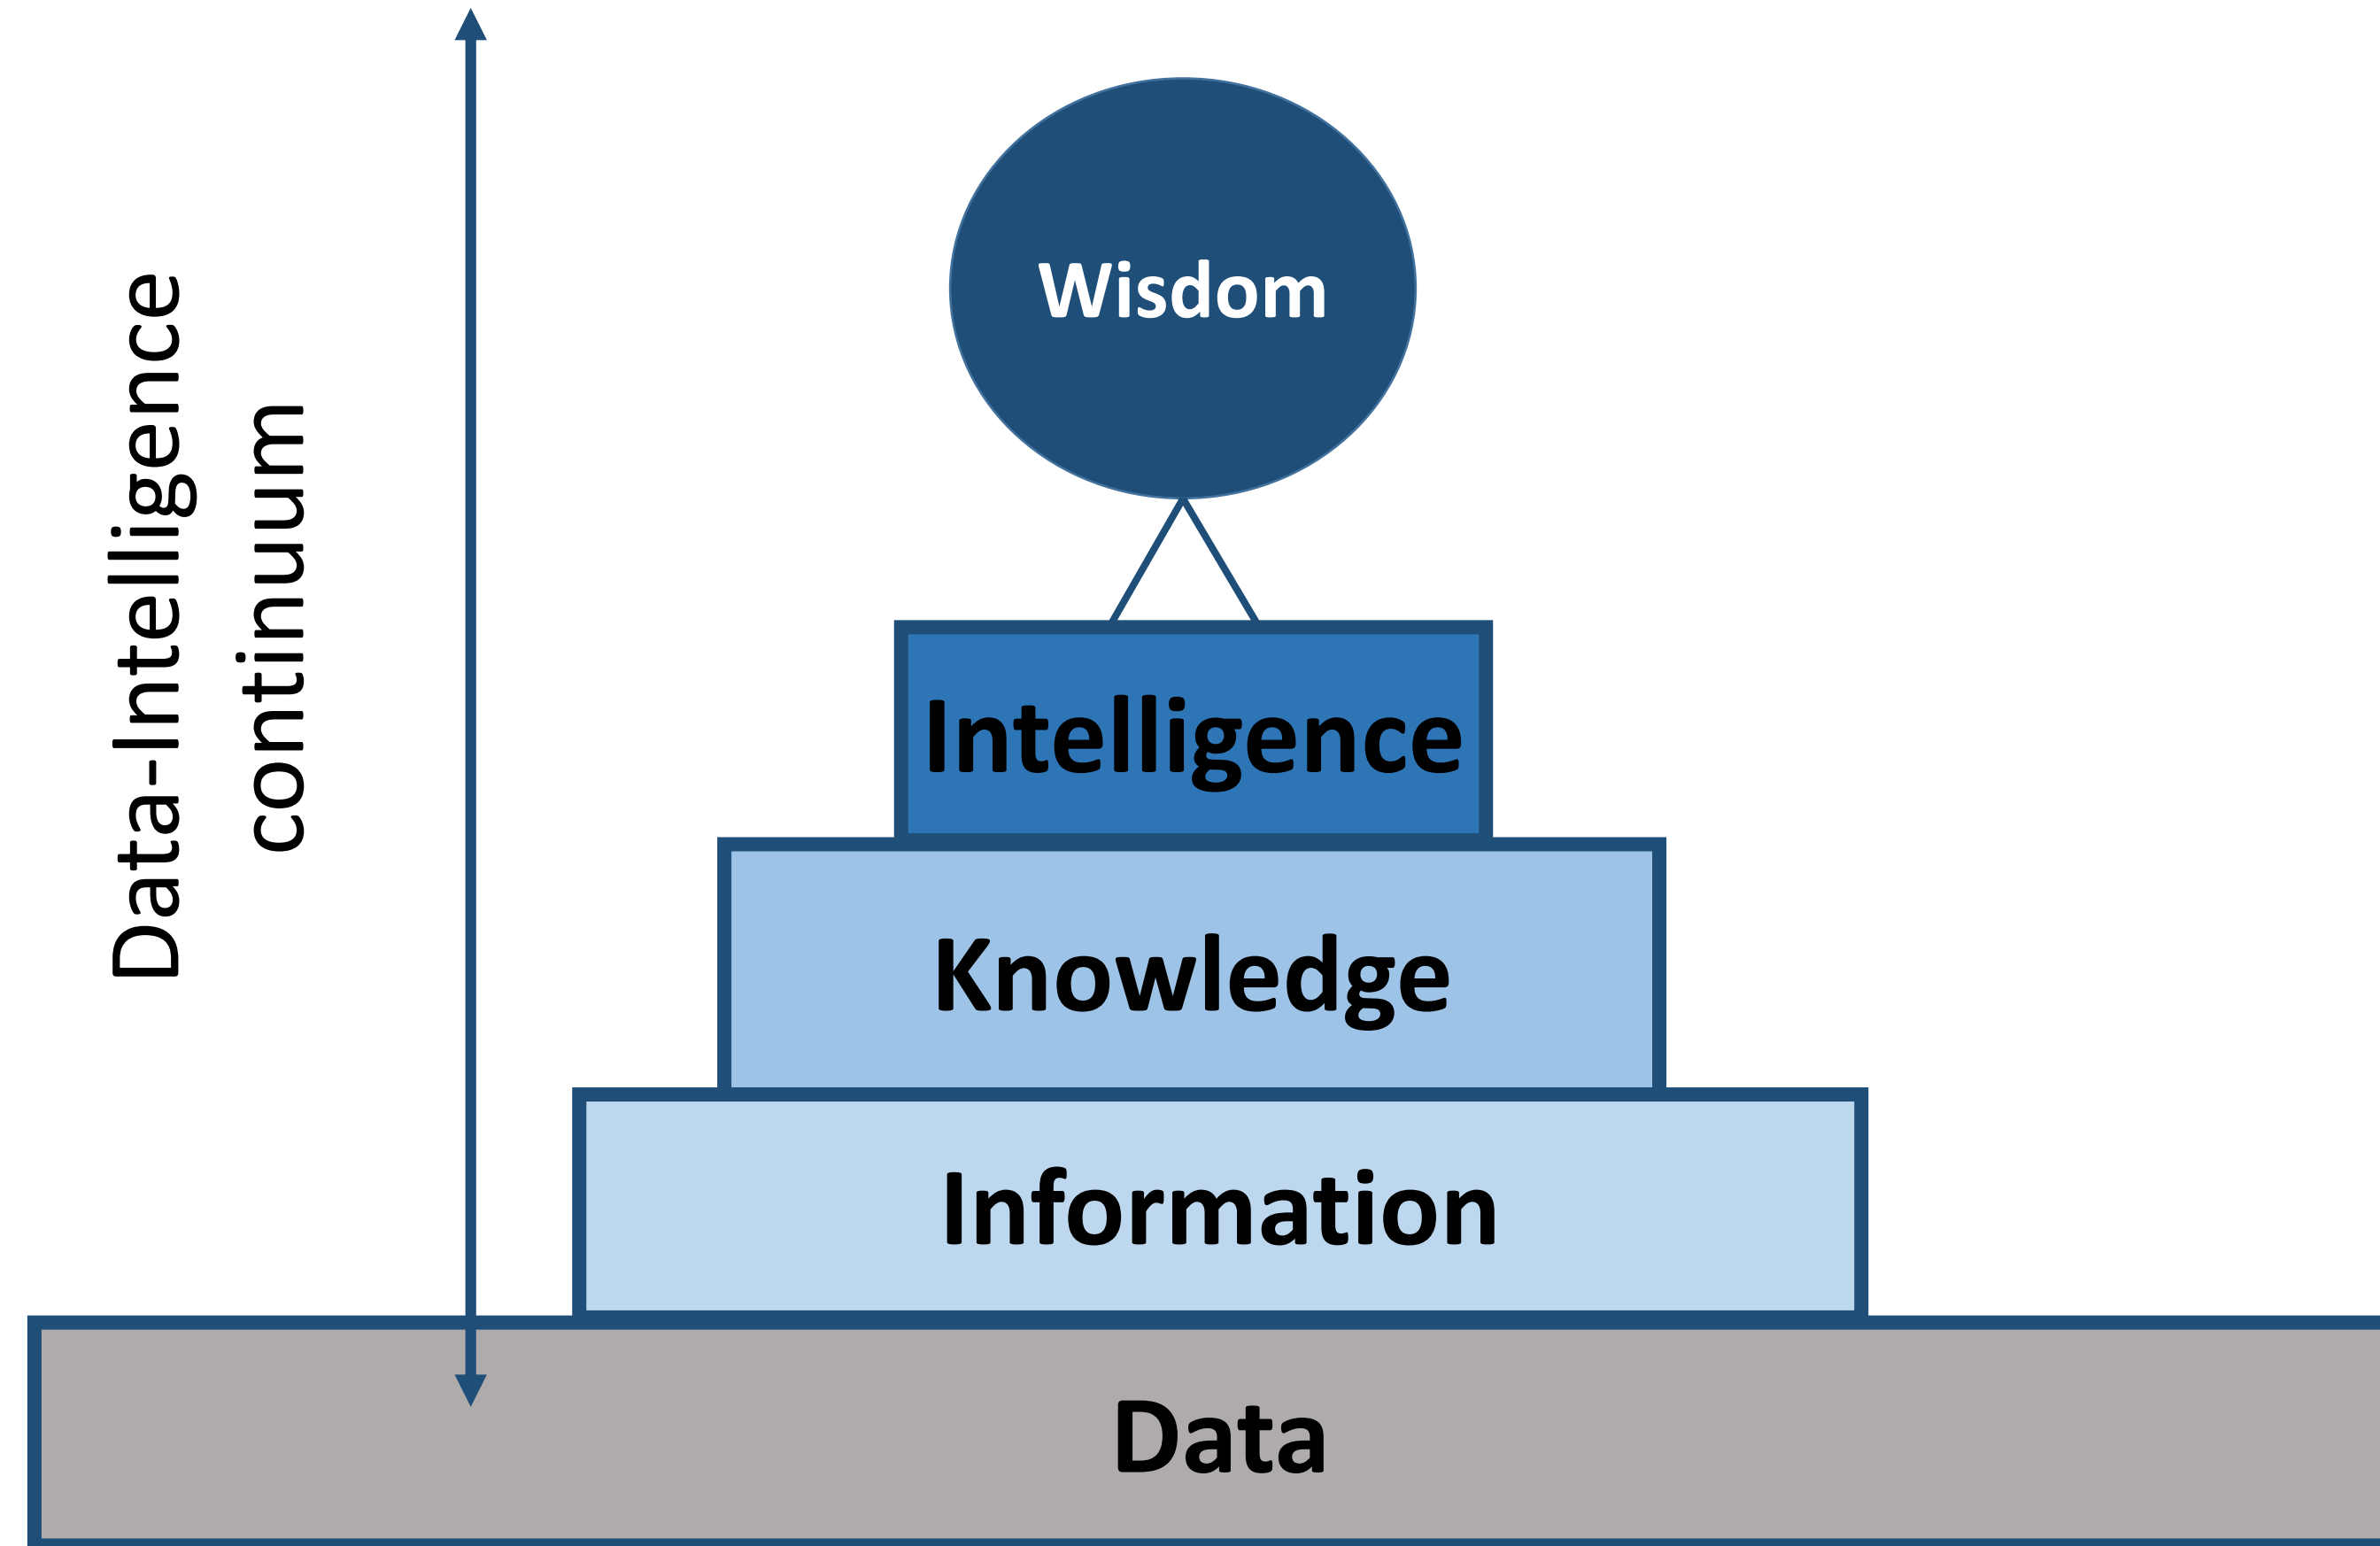 Data-Intelligence
continuum
Wisdom
Intelligence
Knowledge
Information
Data